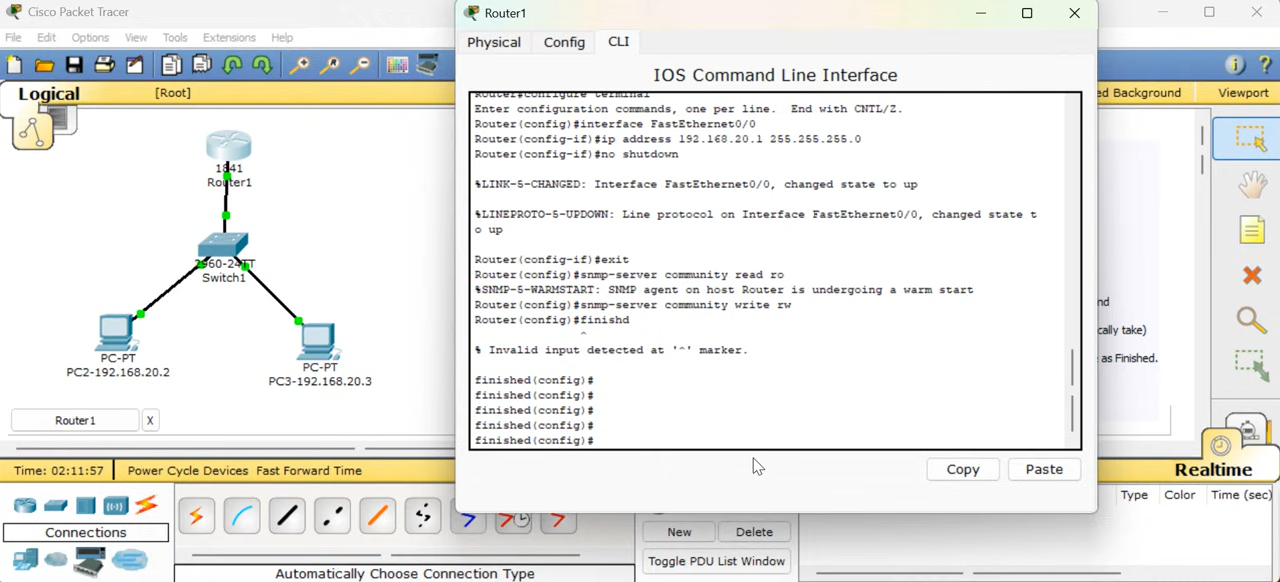 Cisco Packet Tracer
File Edit Options View Tools Extensions Help
Logical
[Root]
ed Background
Viewport
1841
Router1
2960-24TT
Switch1
PC-PT
PC2-192.168.20.2
PC-PT
PC3-192.168.20.3
Router1 X
Time: 02:11:57 Power Cycle Devices Fast Forward Time
Connections
Automatically Choose Connection Type
Router1
Physical Config CLI
IOS Command Line Interface
Router#configure terminal
Enter configuration commands, one per line. End with CNTL/Z.
Router(config)#interface FastEthernet0/0
Router(config-if)#ip address 192.168.20.1 255.255.255.0
Router(config-if)#no shutdown
%LINK-5-CHANGED: Interface FastEthernet0/0, changed state to up
%LINEPROTO-5-UPDOWN: Line protocol on Interface FastEthernet0/0, changed state t
o up
Router(config-if)#exit
Router(config)#snmp-server community read ro
%SNMP-5-WARMSTART: SNMP agent on host Router is undergoing a warm start
Router(config)#snmp-server community write rw
Router(config)#finishd
^
% Invalid input detected at '^' marker.
finished(config)#
finished(config)#
finished(config)#
finished(config)#
finished(config)#
Copy Paste
nd
cally take)
as Finished.
Realtime
New Delete
Toggle PDU List Window
Type Color Time (sec)